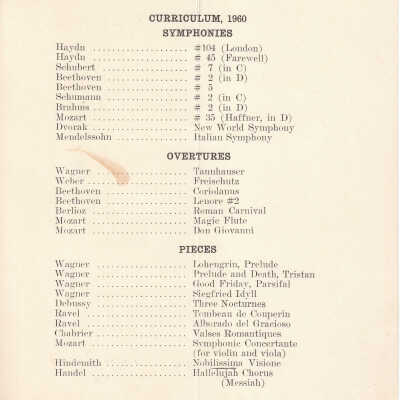 CURRICULUM, 1960
SYMPHONIES
Haydn .................... #104 (London)
Haydn .................... # 45 (Farewell)
Schubert .................... # 7 (in C)
Beethoven .................... # 2 (in D)
Beethoven .................... # 5
Schumann .................... # 2 (in C)
Brahms .................... # 2 (in D)
Mozart .................... # 35 (Haffner, in D)
Dvorak .................... New World Symphony
Mendelssohn .................... Italian Symphony
OVERTURES
Wagner .................... Tannhauser
Weber .................... Freischutz
Beethoven .................... Coriolanus
Beethoven .................... Lenore #2
Berlioz .................... Roman Carnival
Mozart .................... Magic Flute
Mozart .................... Don Giovanni
PIECES
Wagner .................... Lohengrin, Prelude
Wagner .................... Prelude and Death, Tristan
Wagner .................... Good Friday, Parsifal
Wagner .................... Siegfried Idyll
Debussy .................... Three Nocturnes
Ravel .................... Tombeau de Couperin
Ravel .................... Alborado del Gracioso
Chabrier .................... Valses Romantiques
Mozart .................... Symphonic Concertante
(for violin and viola)
Hindemith .................... Nobilissima Visione
Handel .................... Hallelujah Chorus
(Messiah)